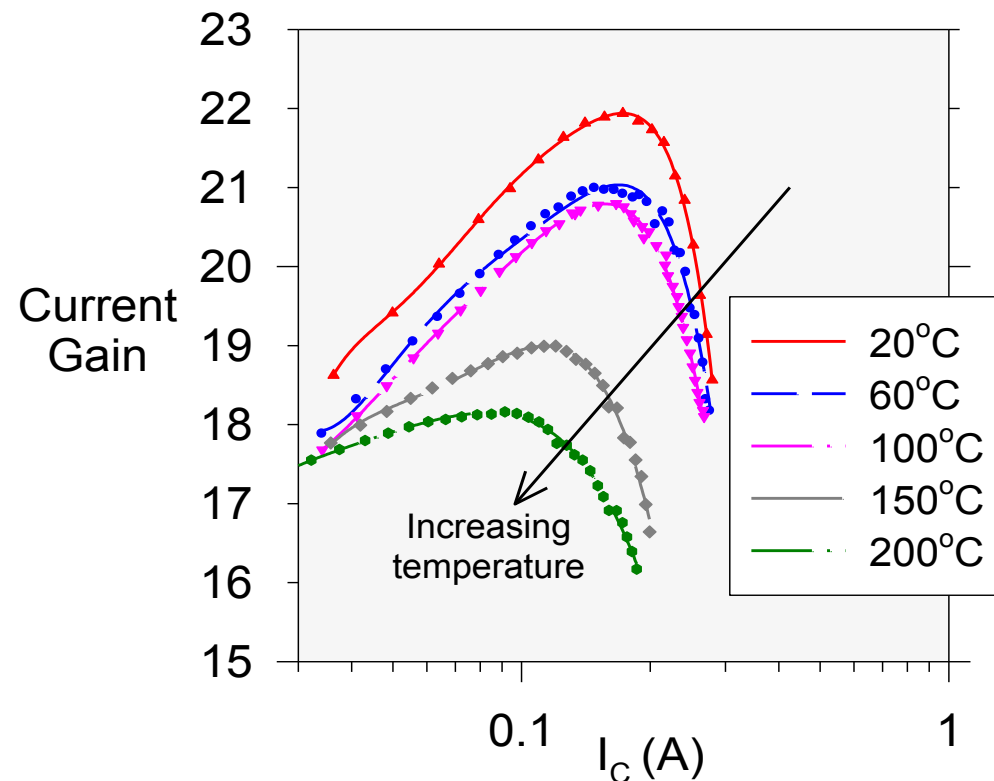 23
22
21
20
19
18
17
16
15
Current
Gain
20°C
60°C
100°C
150°C
200°C
Increasing
temperature
0.1
1
I_C (A)